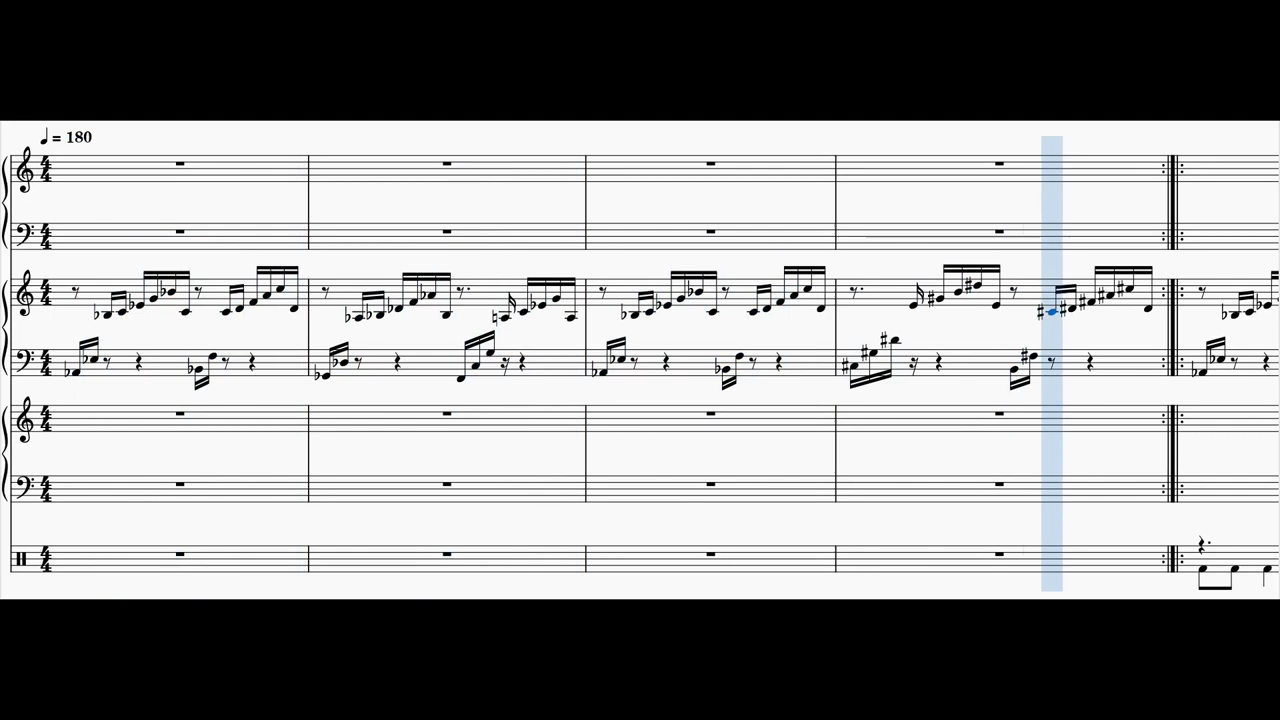 ♩ = 180